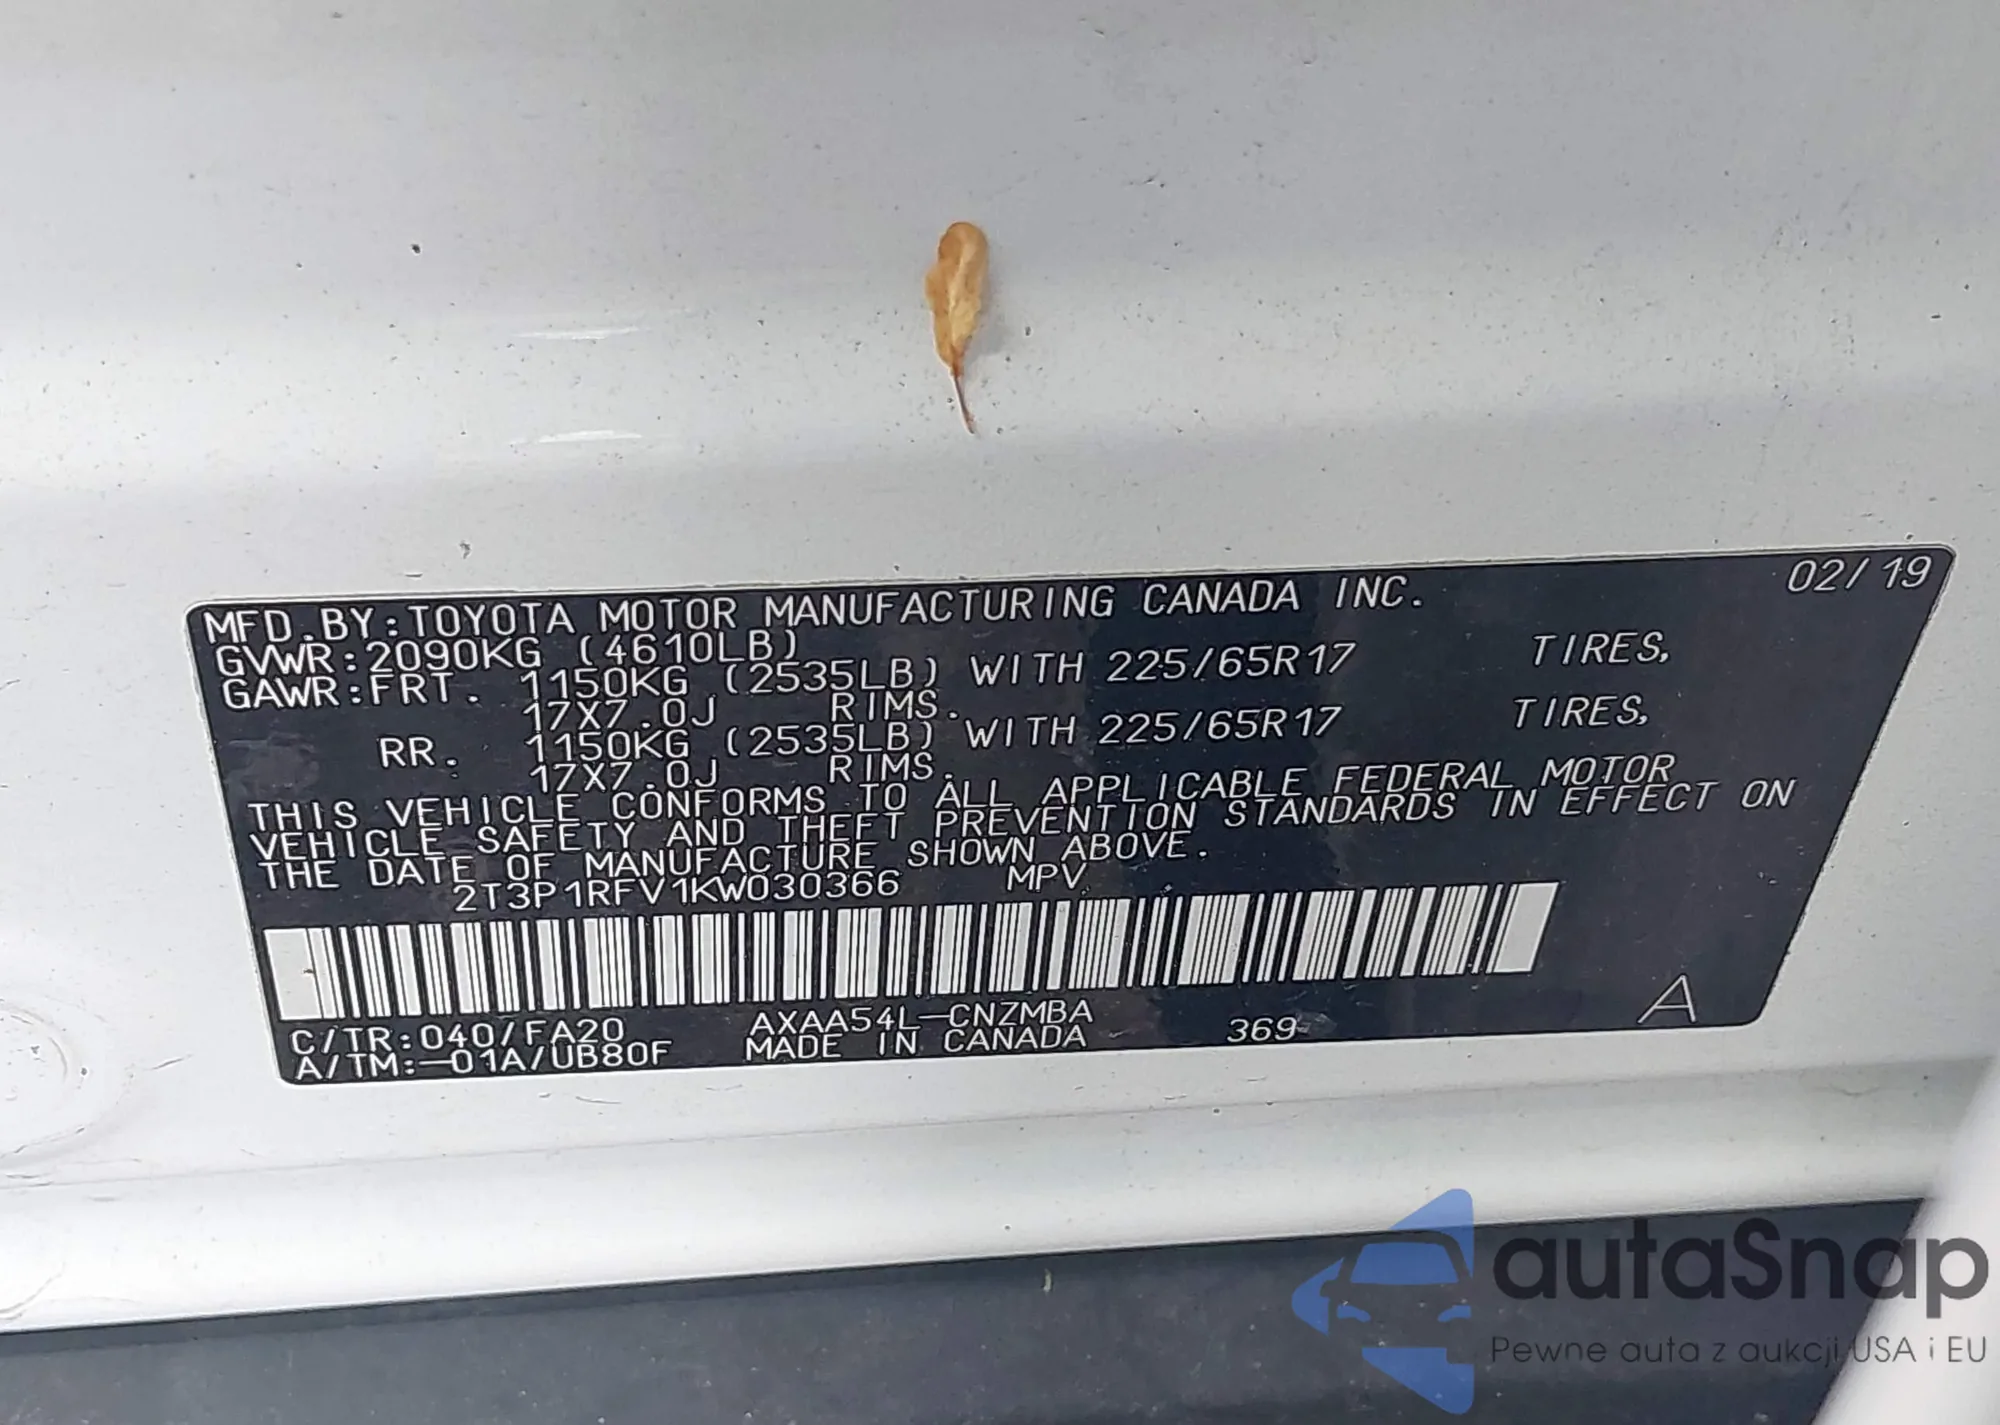 MFD.BY:TOYOTA MOTOR MANUFACTURING CANADA INC. 02/19
GVWR:2090KG (4610LB)
GAWR:FRT. 1150KG (2535LB) WITH 225/65R17 TIRES,
17X7.0J RIMS.
RR. 1150KG (2535LB) WITH 225/65R17 TIRES,
17X7.0J RIMS.
THIS VEHICLE CONFORMS TO ALL APPLICABLE FEDERAL MOTOR
VEHICLE SAFETY AND THEFT PREVENTION STANDARDS IN EFFECT ON
THE DATE OF MANUFACTURE SHOWN ABOVE.
2T3P1RFV1KW030366 MPV
C/TR:040/FA20 AXAA54L-CNZMBA 369 A
A/TM:-01A/UB80F MADE IN CANADA
autaSnap
Pewne auta z aukcji USA i EU